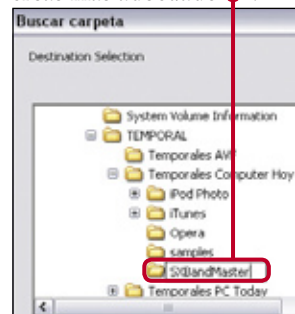 Buscar carpeta
Destination Selection
System Volume Information
TEMPORAL
Temporales AVI
Temporales Computer Hoy
iPod Photo
iTunes
Opera
samples
SXBandMaster
Temporales PC Today